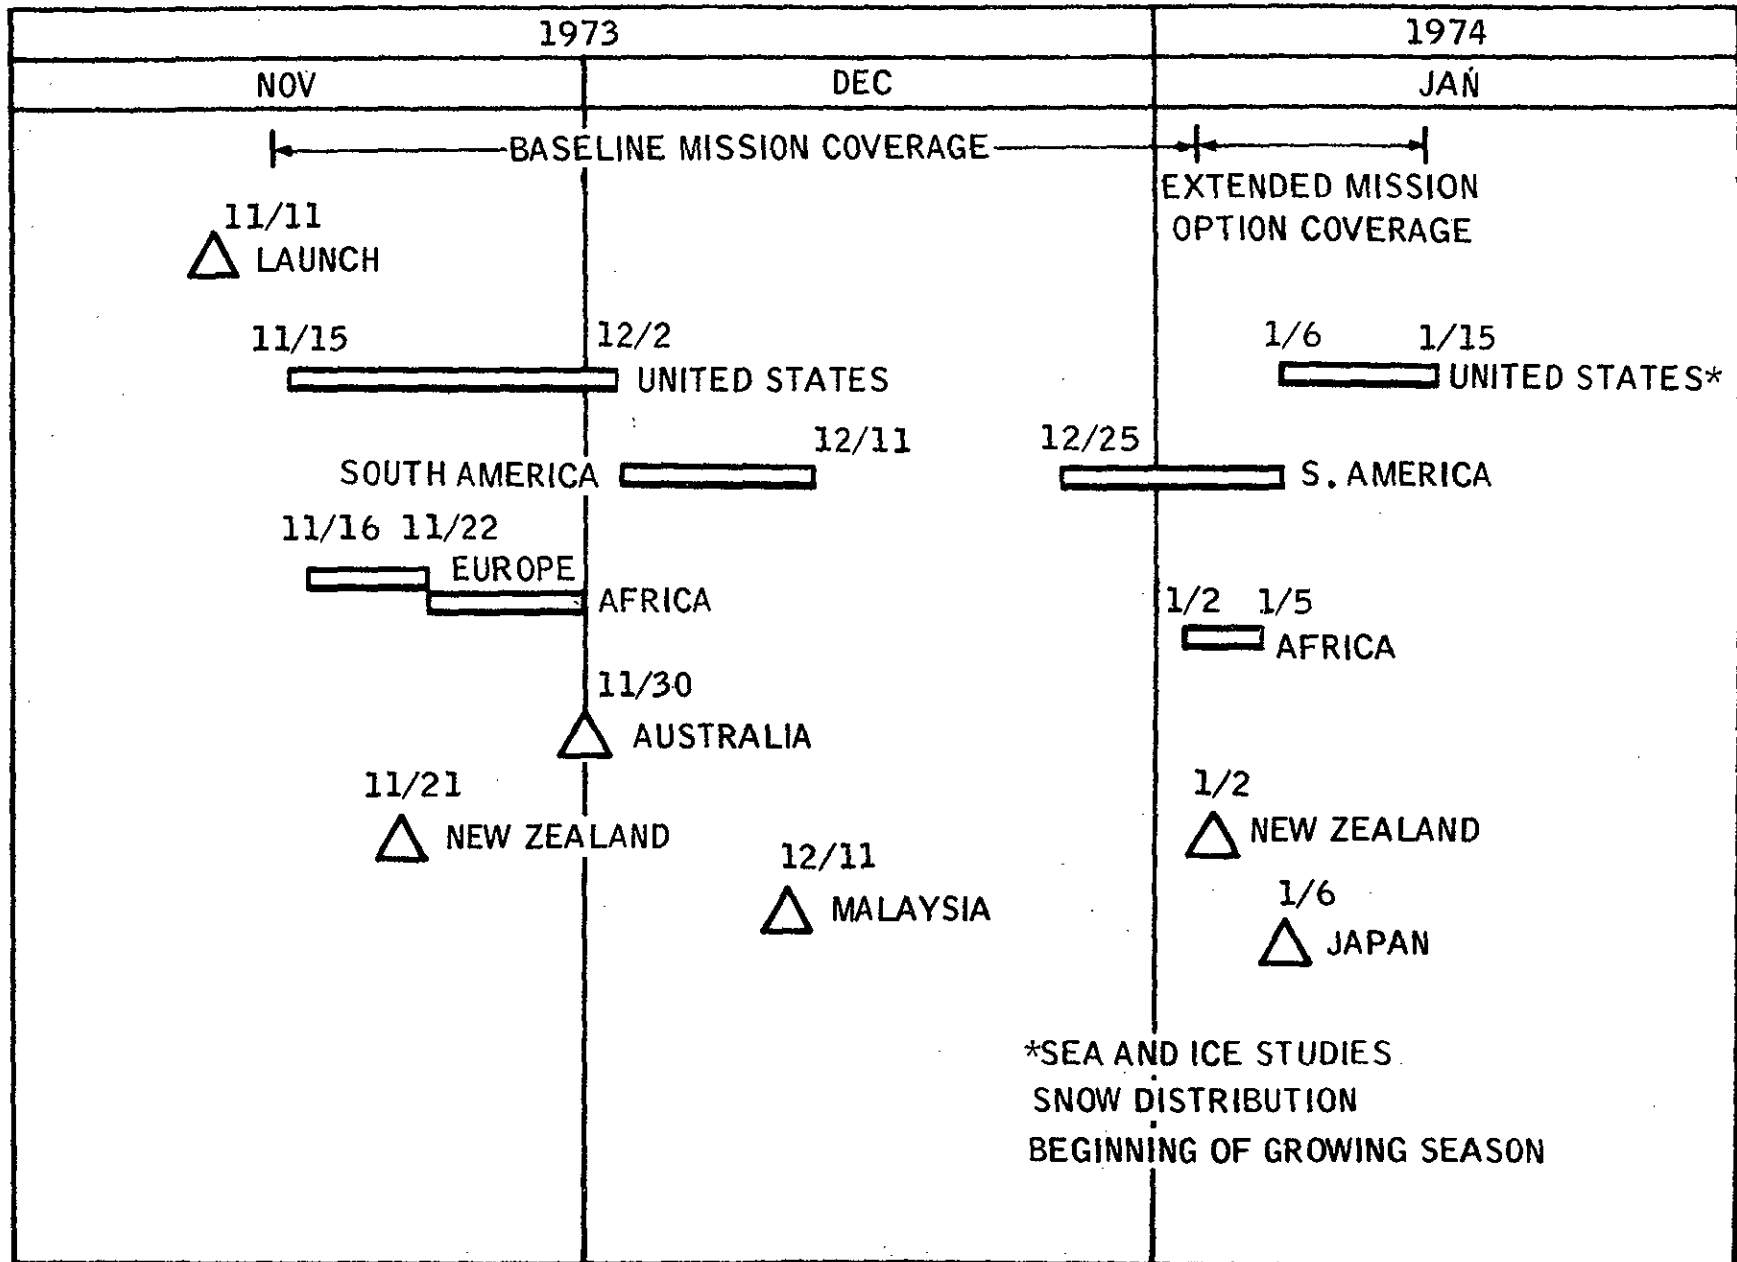 1973 1974
NOV DEC JAN
BASELINE MISSION COVERAGE
EXTENDED MISSION
OPTION COVERAGE
11/11
LAUNCH
11/15 12/2 1/6 1/15
UNITED STATES UNITED STATES*
12/11 12/25
SOUTH AMERICA S. AMERICA
11/16 11/22
EUROPE
AFRICA
1/2 1/5
AFRICA
11/30
AUSTRALIA
11/21 1/2
NEW ZEALAND NEW ZEALAND
12/11
MALAYSIA
1/6
JAPAN
*SEA AND ICE STUDIES
SNOW DISTRIBUTION
BEGINNING OF GROWING SEASON